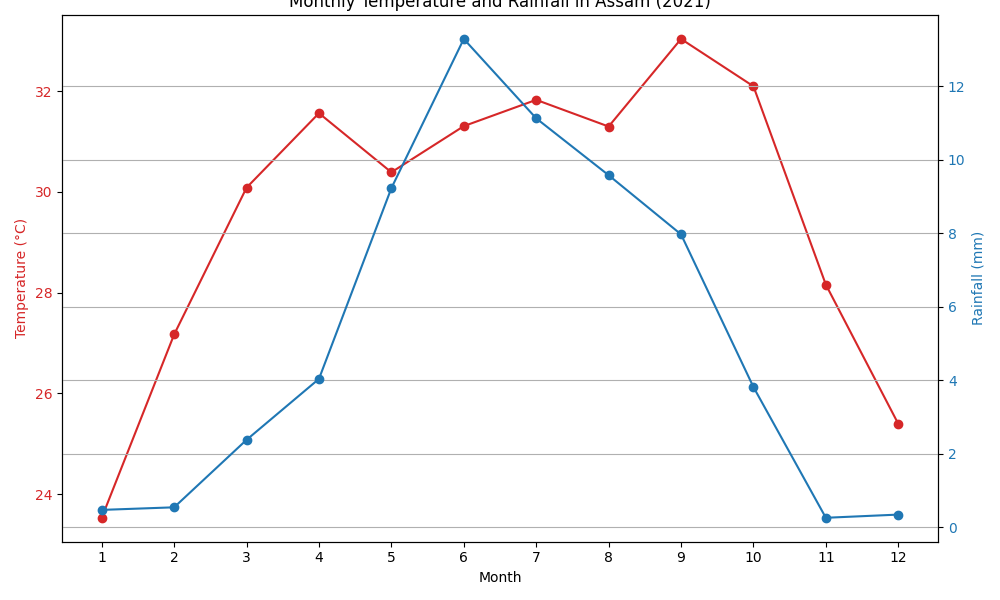 Monthly Temperature and Rainfall in Assam (2021)
32
30
28
26
24
Temperature (°C)
12
10
8
6
4
2
0
Rainfall (mm)
1 2 3 4 5 6 7 8 9 10 11 12
Month